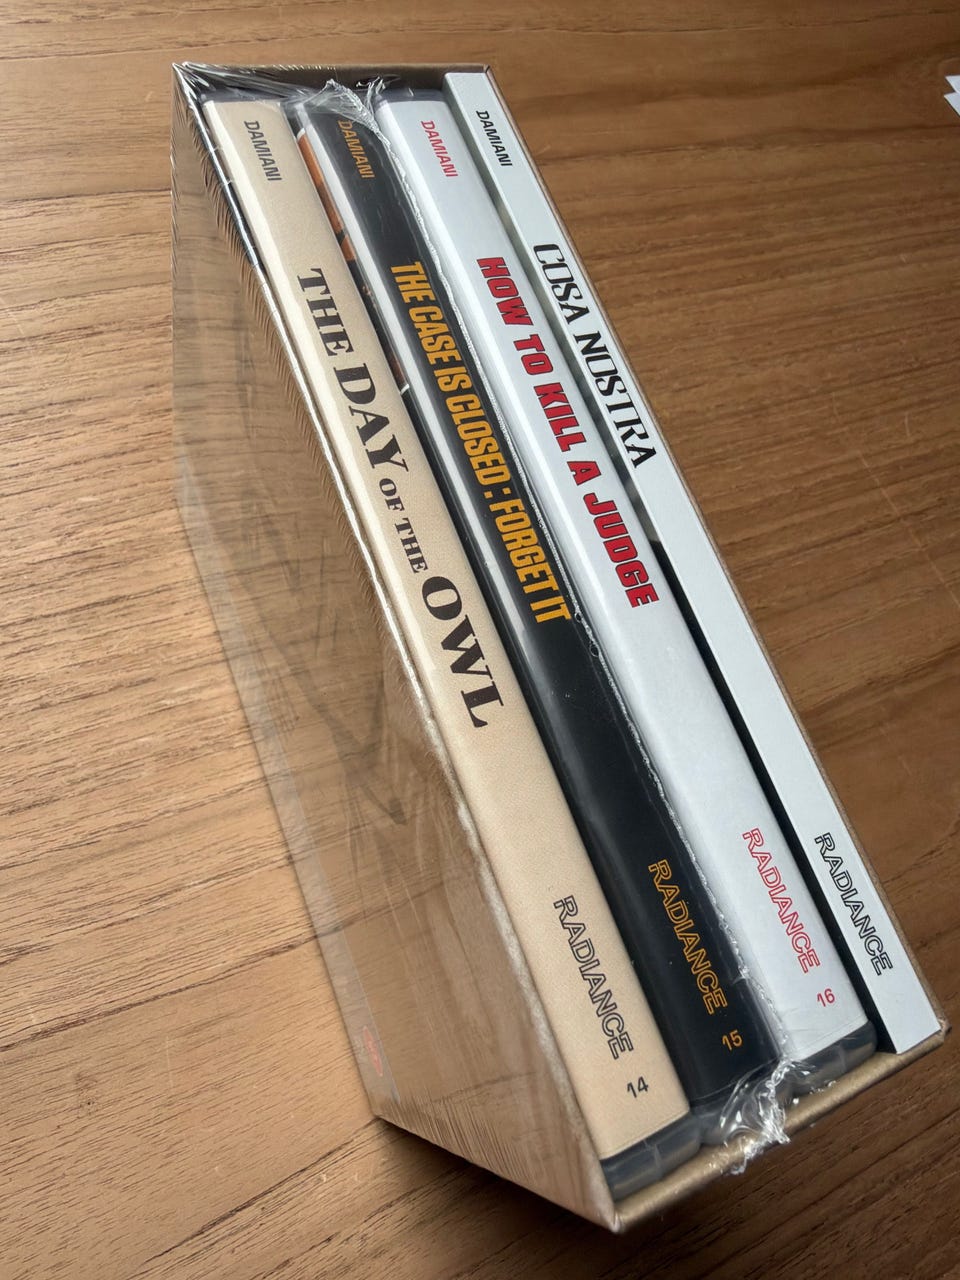 DAMIANI
THE DAY OF THE OWL
RADIANCE
14
DAMIANI
THE CASE IS CLOSED : FORGET IT
RADIANCE
15
DAMIANI
HOW TO KILL A JUDGE
RADIANCE
16
DAMIANI
COSA NOSTRA
RADIANCE